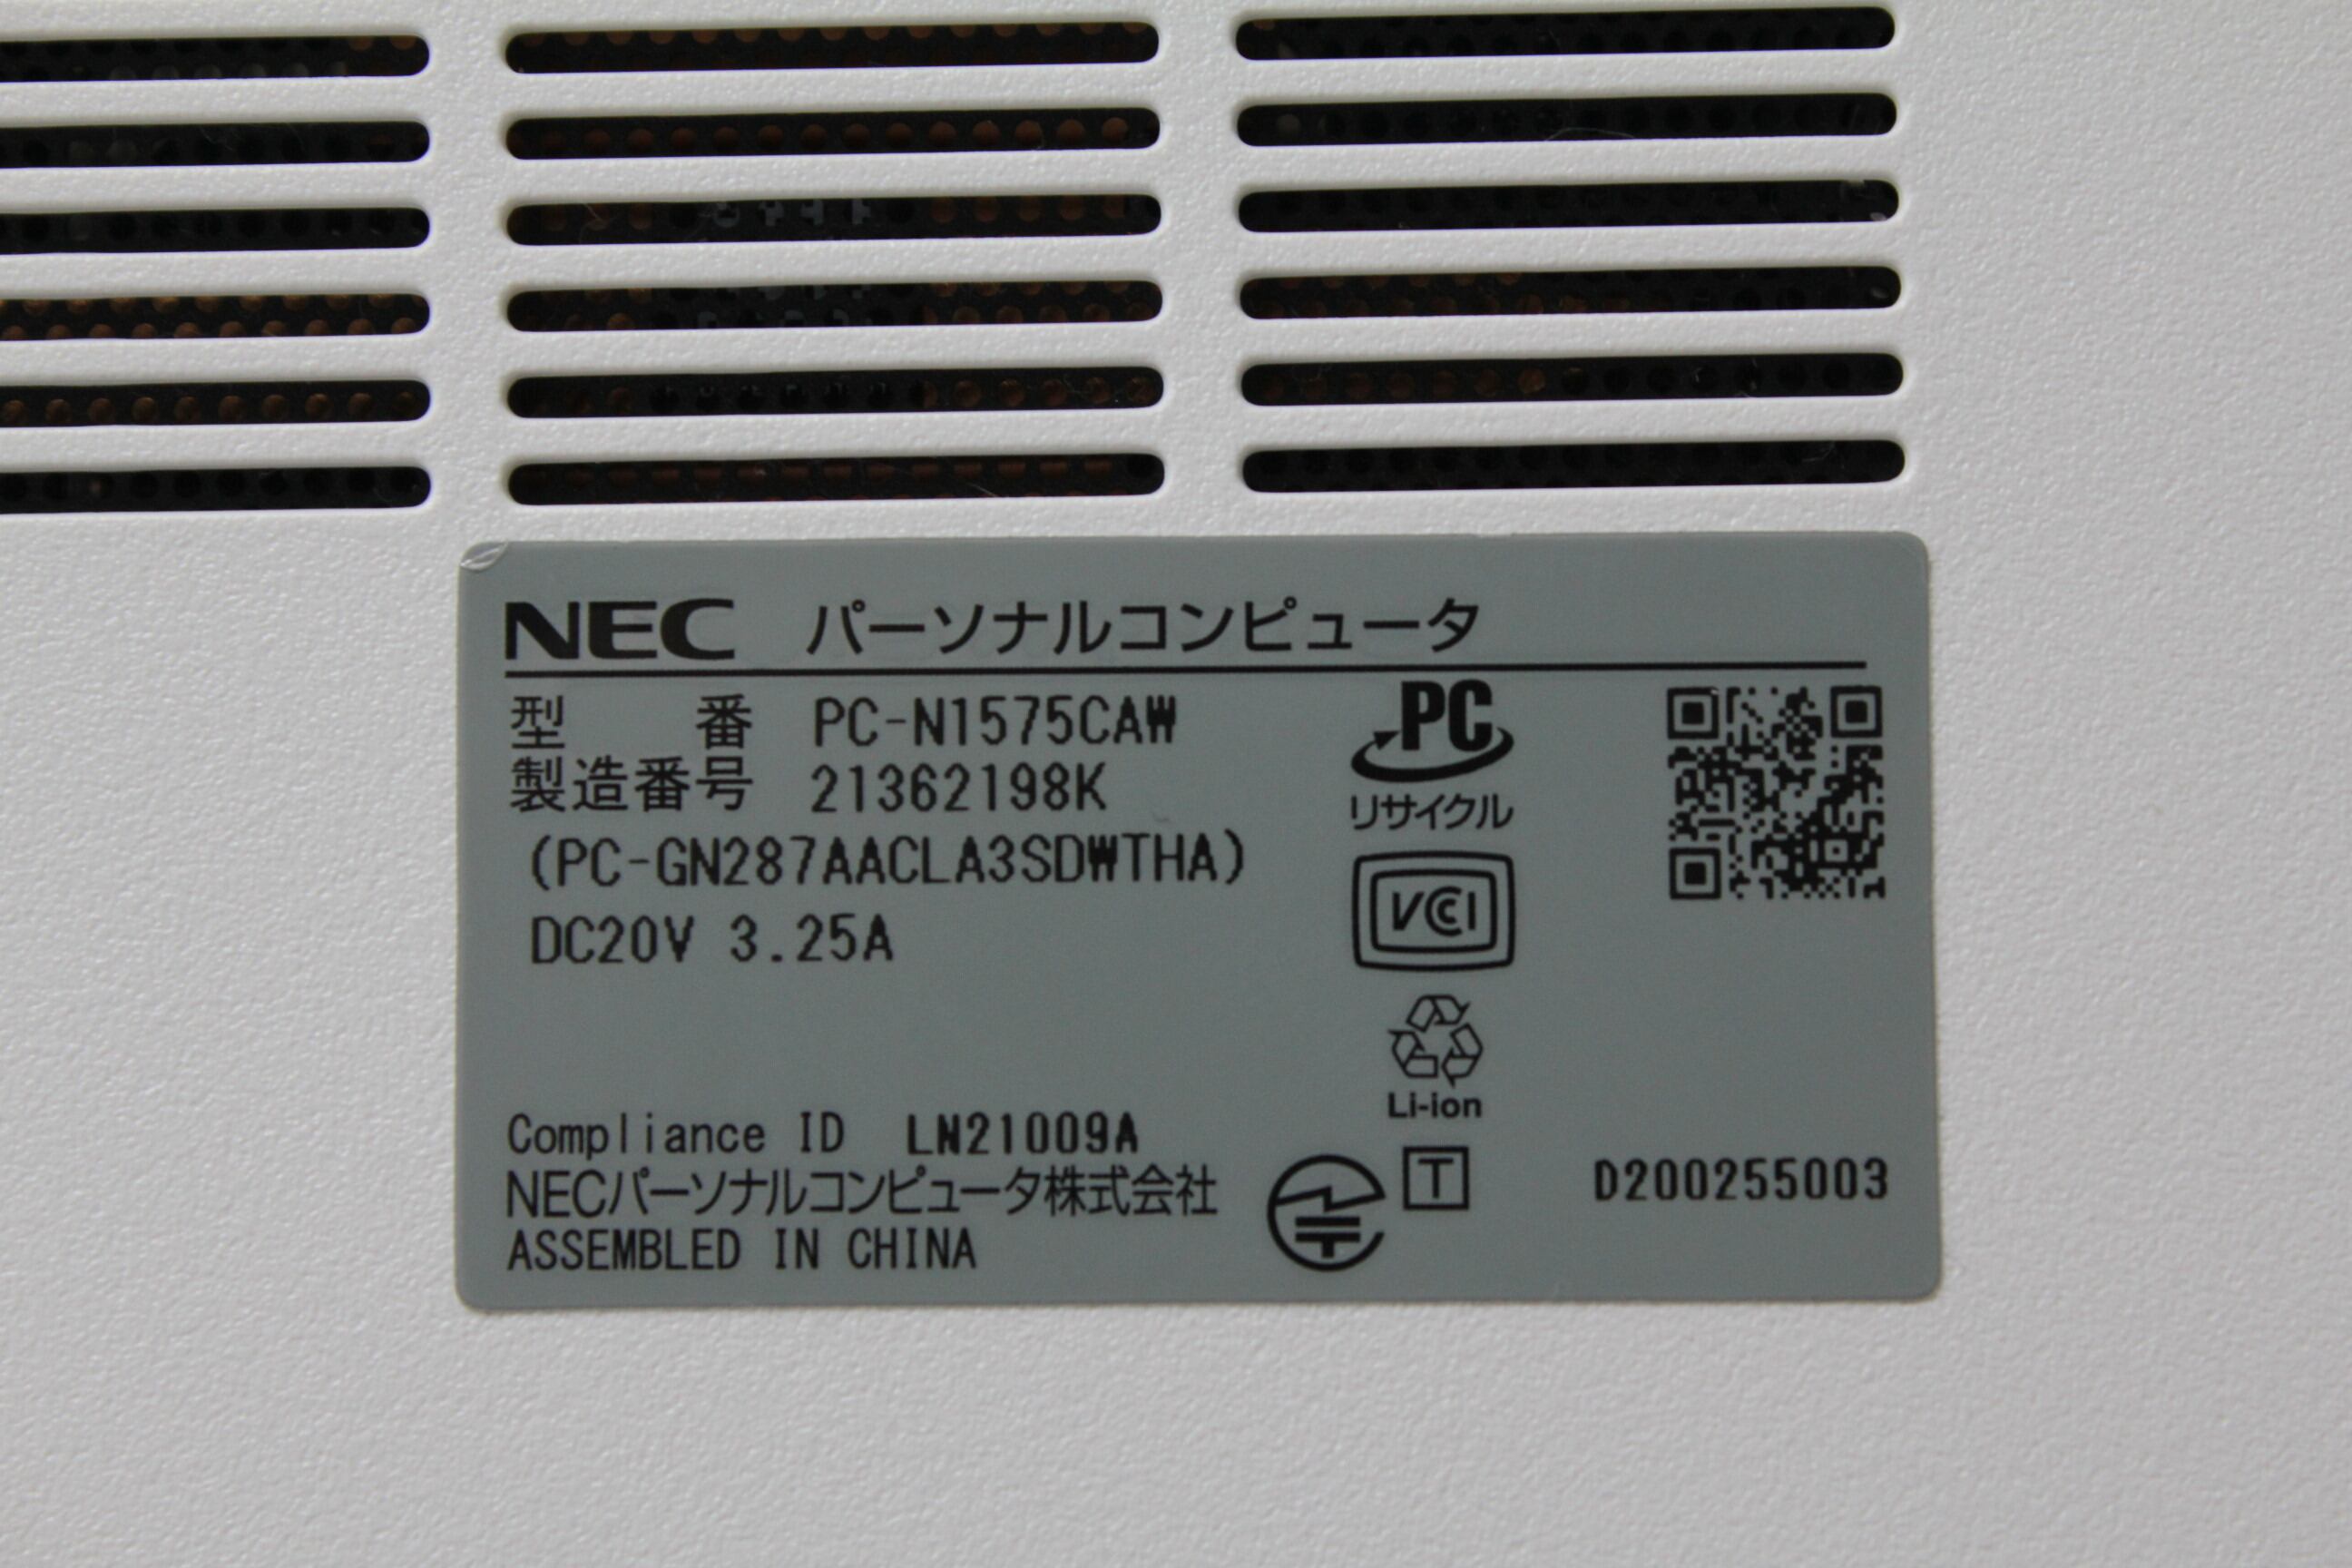 NEC パーソナルコンピュータ
型 番 PC-N1575CAW
製造番号 21362198K
(PC-GN287AACLA3SDWTHA)
DC20V 3.25A
PC
リサイクル
VCCI
Li-ion
Compliance ID LN21009A
NECパーソナルコンピュータ株式会社
ASSEMBLED IN CHINA
T
D200255003